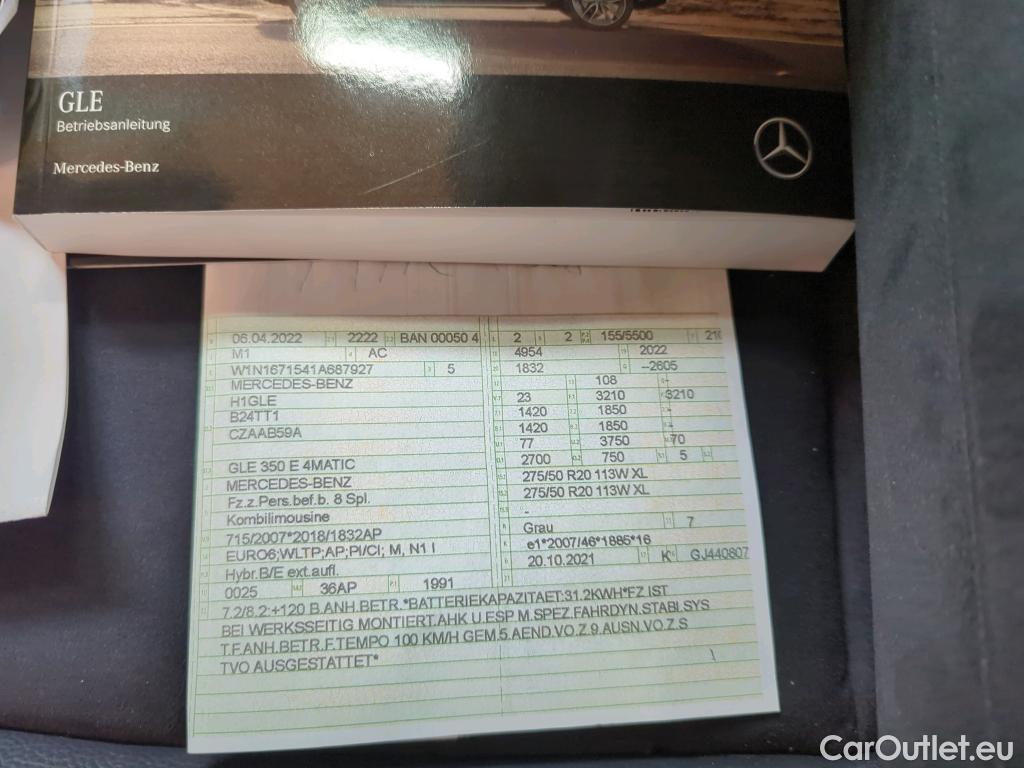 GLE
Betriebsanleitung
Mercedes-Benz
06.04.2022 2222 BAN 00050 4
M1 AC
W1N1671541A687927 5
MERCEDES-BENZ
H1GLE
B24TT1
CZAAB59A
GLE 350 E 4MATIC
MERCEDES-BENZ
Fz.z.Pers.bef.b. 8 Spl.
Kombilimousine
715/2007*2018/1832AP
EURO6;WLTP;AP;PI/CI; M, N1 I
Hybr.B/E ext.aufl.
0025 36AP 1991
2 2 155/5500
4954 2022
1832 --2605
108 -
23 3210 3210
1420 1850 -
1420 1850 -
77 3750 70
2700 750 5
275/50 R20 113W XL
275/50 R20 113W XL
-
Grau 7
e1*2007/46*1885*16
20.10.2021 K GJ440807
7.2/8.2:+120 B.ANH.BETR.*BATTERIEKAPAZITAET:31.2KWH*FZ IST
BEI WERKSSEITIG MONTIERT.AHK U.ESP M.SPEZ.FAHRDYN.STABI.SYS
T.F.ANH.BETR.F.TEMPO 100 KM/H GEM.5.AEND.VO.Z.9.AUSN.VO.Z.S
TVO AUSGESTATTET*
CarOutlet.eu